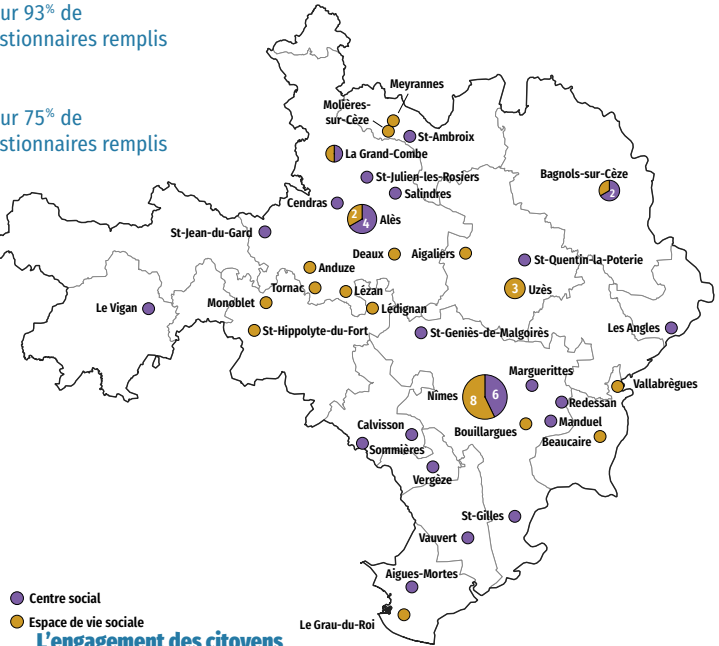 ur 93% de
stionnaires remplis
ur 75% de
stionnaires remplis
Meyrannes
Molières-
sur-Cèze
St-Ambroix
La Grand-Combe
St-Julien-les-Rosiers
Bagnols-sur-Cèze
2
Salindres
Cendras
2
4
Alès
St-Jean-du-Gard
Deaux
Aigaliers
St-Quentin-la-Poterie
Anduze
Tornac
Lézan
3
Uzès
Le Vigan
Monoblet
Lédignan
St-Hippolyte-du-Fort
St-Geniès-de-Malgoirès
Les Angles
Marguerittes
Vallabrègues
Nîmes
8
6
Redessan
Calvisson
Bouillargues
Manduel
Beaucaire
Sommières
Vergèze
St-Gilles
Vauvert
Aigues-Mortes
Centre social
Espace de vie sociale
Le Grau-du-Roi
L'engagement des citoyens